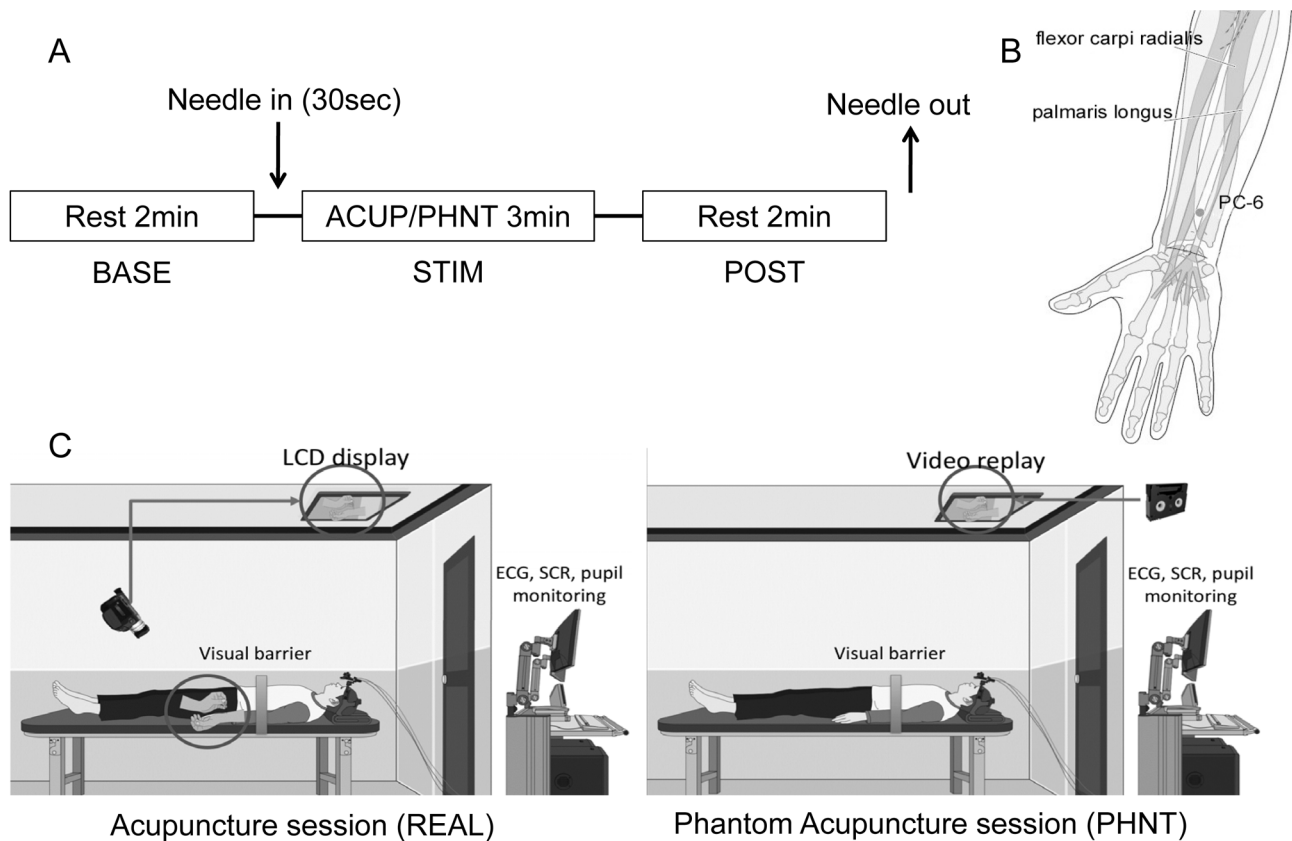 A
Needle in (30sec)
Needle out
Rest 2min
ACUP/PHNT 3min
Rest 2min
BASE
STIM
POST
B
flexor carpi radialis
palmaris longus
PC-6
C
LCD display
ECG, SCR, pupil
monitoring
Visual barrier
Acupuncture session (REAL)
Video replay
ECG, SCR, pupil
monitoring
Visual barrier
Phantom Acupuncture session (PHNT)